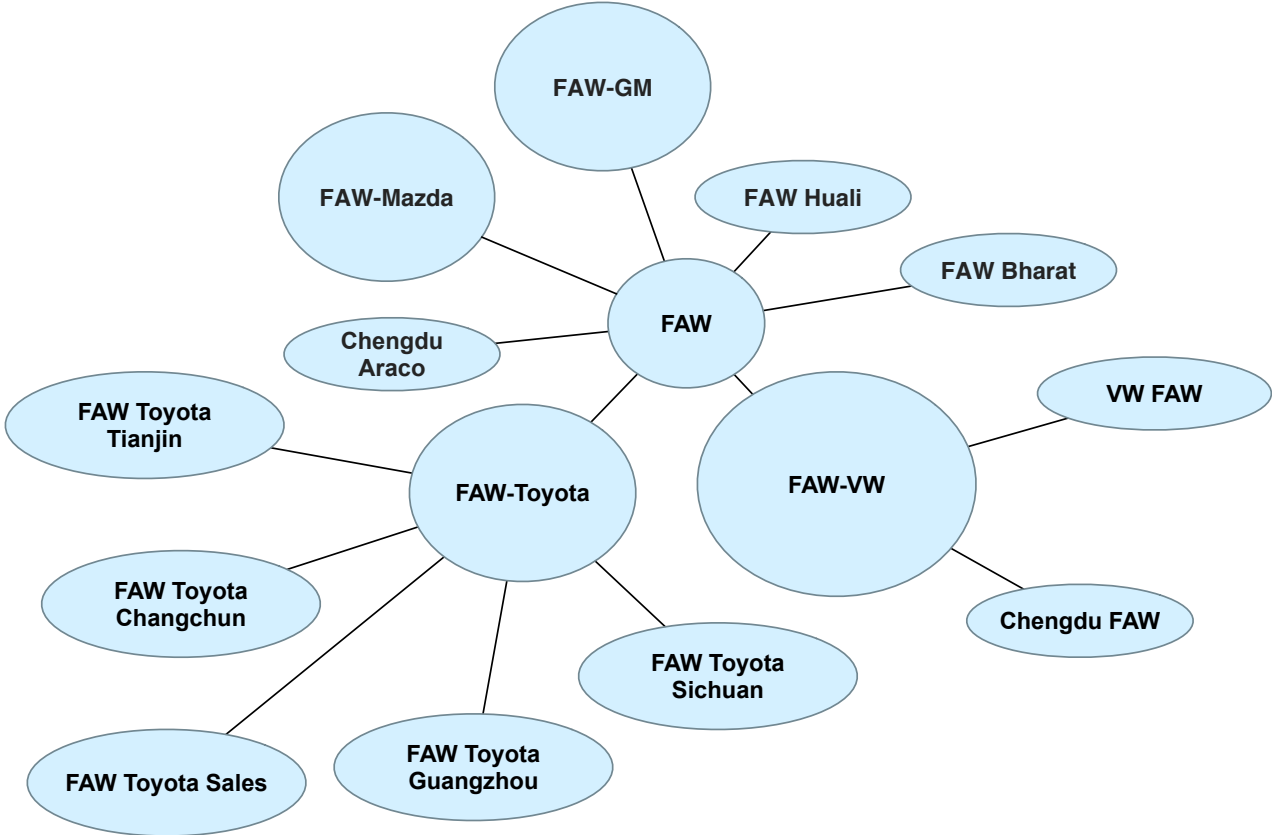 FAW-GM
FAW-Mazda
FAW Huali
FAW Bharat
FAW
Chengdu
Araco
VW FAW
FAW Toyota
Tianjin
FAW-Toyota
FAW-VW
FAW Toyota
Changchun
Chengdu FAW
FAW Toyota
Sichuan
FAW Toyota Sales
FAW Toyota
Guangzhou